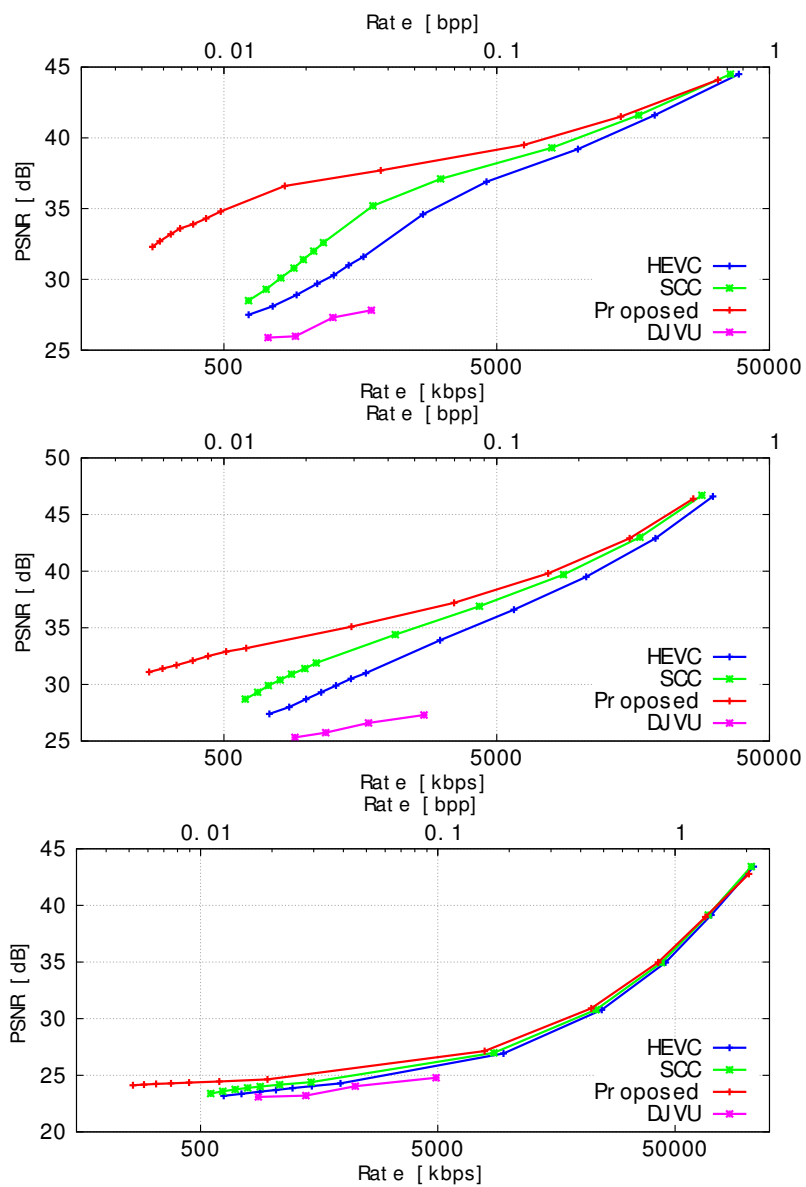 Rate [bpp]
0.01 0.1 1
45
40
35
30
25
PSNR [dB]
HEVC
SCC
Proposed
DJVU
500 5000 50000
Rate [kbps]
Rate [bpp]
0.01 0.1 1
50
45
40
35
30
25
PSNR [dB]
HEVC
SCC
Proposed
DJVU
500 5000 50000
Rate [kbps]
Rate [bpp]
0.01 0.1 1
45
40
35
30
25
20
PSNR [dB]
HEVC
SCC
Proposed
DJVU
500 5000 50000
Rate [kbps]